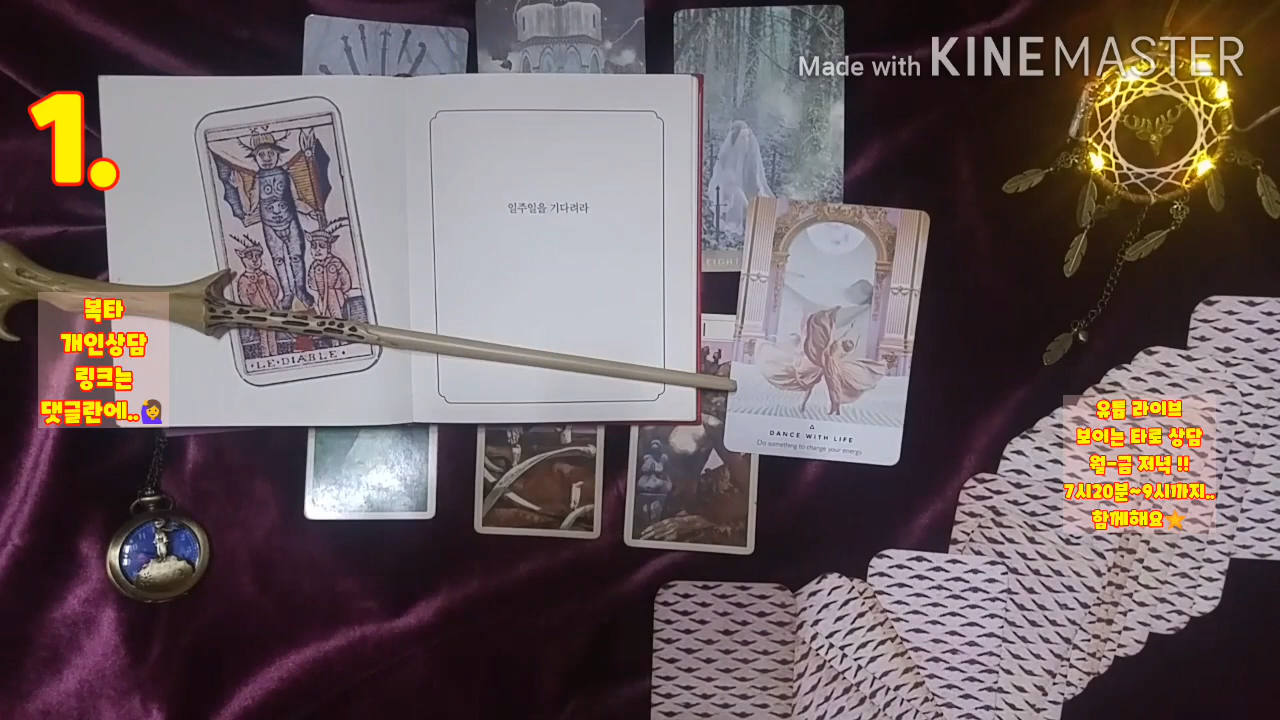 Made with KINEMASTER
1.
XV
일주일을 기다려라
LE·DIABLE·
복타
개인상담
링크는
댓글란에..🙋‍♀️
DANCE WITH LIFE
Do something to change your energy
유튭 라이브
보이는 타로 상담
월-금 저녁 !!
7시20분~9시까지..
함께해요⭐